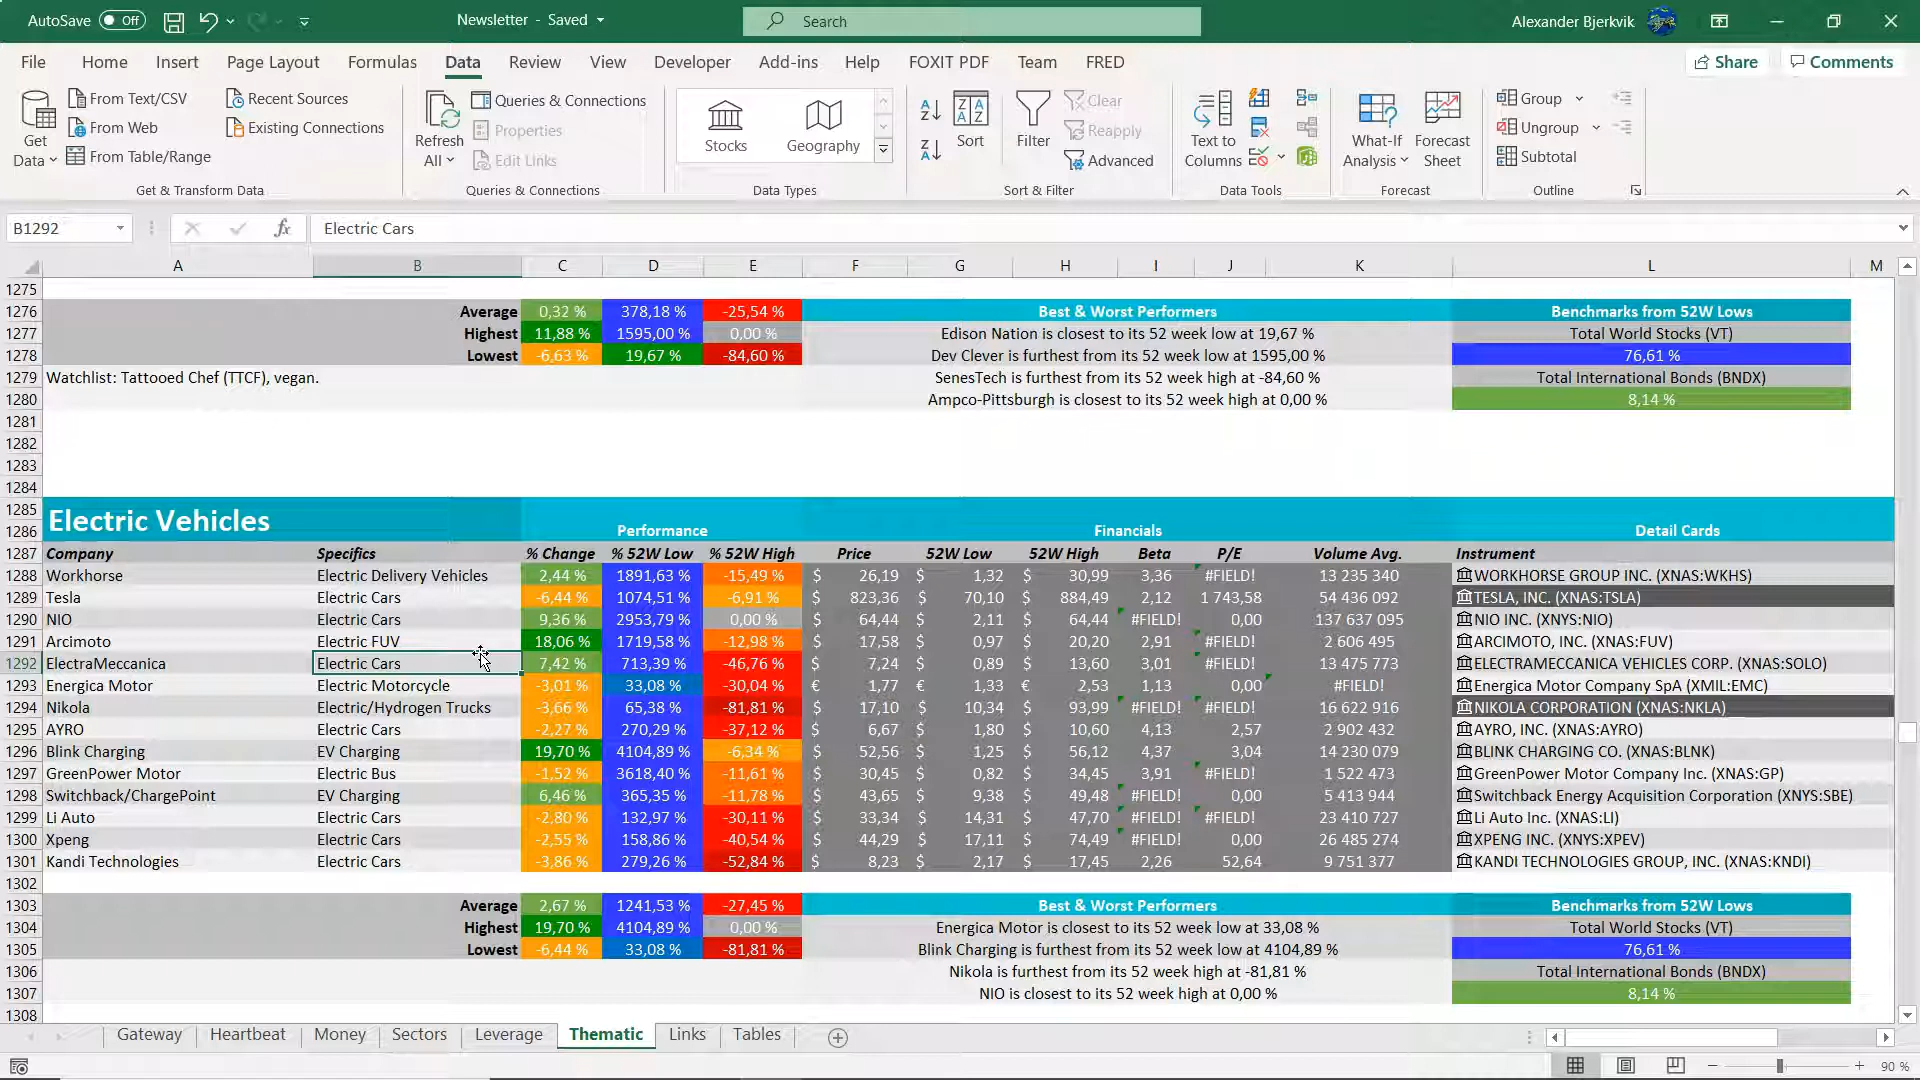 AutoSave Off Newsletter - Saved Search Alexander Bjerkvik
File Home Insert Page Layout Formulas Data Review View Developer Add-ins Help FOXIT PDF Team FRED Share Comments
Get Data
From Text/CSV
From Web
From Table/Range
Recent Sources
Existing Connections
Get & Transform Data
Refresh All
Queries & Connections
Properties
Edit Links
Queries & Connections
Stocks
Geography
Data Types
Sort
Filter
Clear
Reapply
Advanced
Sort & Filter
Text to Columns
Data Tools
What-If Analysis
Forecast Sheet
Forecast
Group
Ungroup
Subtotal
Outline
B1292 fx Electric Cars
A B C D E F G H I J K L M
1275
1276 Average 0,32 % 378,18 % -25,54 % Best & Worst Performers Benchmarks from 52W Lows
1277 Highest 11,88 % 1595,00 % 0,00 % Edison Nation is closest to its 52 week low at 19,67 % Total World Stocks (VT)
1278 Lowest -6,63 % 19,67 % -84,60 % Dev Clever is furthest from its 52 week low at 1595,00 % 76,61 %
1279 Watchlist: Tattooed Chef (TTCF), vegan. SenesTech is furthest from its 52 week high at -84,60 % Total International Bonds (BNDX)
1280 Ampco-Pittsburgh is closest to its 52 week high at 0,00 % 8,14 %
1281
1282
1283
1284
1285 Electric Vehicles
1286 Performance Financials Detail Cards
1287 Company Specifics % Change % 52W Low % 52W High Price 52W Low 52W High Beta P/E Volume Avg. Instrument
1288 Workhorse Electric Delivery Vehicles 2,44 % 1891,63 % -15,49 % $ 26,19 $ 1,32 $ 30,99 3,36 #FIELD! 13 235 340 WORKHORSE GROUP INC. (XNAS:WKHS)
1289 Tesla Electric Cars -6,44 % 1074,51 % -6,91 % $ 823,36 $ 70,10 $ 884,49 2,12 1 743,58 54 436 092 TESLA, INC. (XNAS:TSLA)
1290 NIO Electric Cars 9,36 % 2953,79 % 0,00 % $ 64,44 $ 2,11 $ 64,44 #FIELD! 0,00 137 637 095 NIO INC. (XNYS:NIO)
1291 Arcimoto Electric FUV 18,06 % 1719,58 % -12,98 % $ 17,58 $ 0,97 $ 20,20 2,91 #FIELD! 2 606 495 ARCIMOTO, INC. (XNAS:FUV)
1292 ElectraMeccanica Electric Cars 7,42 % 713,39 % -46,76 % $ 7,24 $ 0,89 $ 13,60 3,01 #FIELD! 13 475 773 ELECTRAMECCANICA VEHICLES CORP. (XNAS:SOLO)
1293 Energica Motor Electric Motorcycle -3,01 % 33,08 % -30,04 % € 1,77 € 1,33 € 2,53 1,13 0,00 #FIELD! Energica Motor Company SpA (XMIL:EMC)
1294 Nikola Electric/Hydrogen Trucks -3,66 % 65,38 % -81,81 % $ 17,10 $ 10,34 $ 93,99 #FIELD! #FIELD! 16 622 916 NIKOLA CORPORATION (XNAS:NKLA)
1295 AYRO Electric Cars -2,27 % 270,29 % -37,12 % $ 6,67 $ 1,80 $ 10,60 4,13 2,57 2 902 432 AYRO, INC. (XNAS:AYRO)
1296 Blink Charging EV Charging 19,70 % 4104,89 % -6,34 % $ 52,56 $ 1,25 $ 56,12 4,37 3,04 14 230 079 BLINK CHARGING CO. (XNAS:BLNK)
1297 GreenPower Motor Electric Bus -1,52 % 3618,40 % -11,61 % $ 30,45 $ 0,82 $ 34,45 3,91 #FIELD! 1 522 473 GreenPower Motor Company Inc. (XNAS:GP)
1298 Switchback/ChargePoint EV Charging 6,46 % 365,35 % -11,78 % $ 43,65 $ 9,38 $ 49,48 #FIELD! 0,00 5 413 944 Switchback Energy Acquisition Corporation (XNYS:SBE)
1299 Li Auto Electric Cars -2,80 % 132,97 % -30,11 % $ 33,34 $ 14,31 $ 47,70 #FIELD! #FIELD! 23 410 727 Li Auto Inc. (XNAS:LI)
1300 Xpeng Electric Cars -2,55 % 158,86 % -40,54 % $ 44,29 $ 17,11 $ 74,49 #FIELD! 0,00 26 485 274 XPENG INC. (XNYS:XPEV)
1301 Kandi Technologies Electric Cars -3,86 % 279,26 % -52,84 % $ 8,23 $ 2,17 $ 17,45 2,26 52,64 9 751 377 KANDI TECHNOLOGIES GROUP, INC. (XNAS:KNDI)
1302
1303 Average 2,67 % 1241,53 % -27,45 % Best & Worst Performers Benchmarks from 52W Lows
1304 Highest 19,70 % 4104,89 % 0,00 % Energica Motor is closest to its 52 week low at 33,08 % Total World Stocks (VT)
1305 Lowest -6,44 % 33,08 % -81,81 % Blink Charging is furthest from its 52 week low at 4104,89 % 76,61 %
1306 Nikola is furthest from its 52 week high at -81,81 % Total International Bonds (BNDX)
1307 NIO is closest to its 52 week high at 0,00 % 8,14 %
1308
Gateway Heartbeat Money Sectors Leverage Thematic Links Tables
90 %